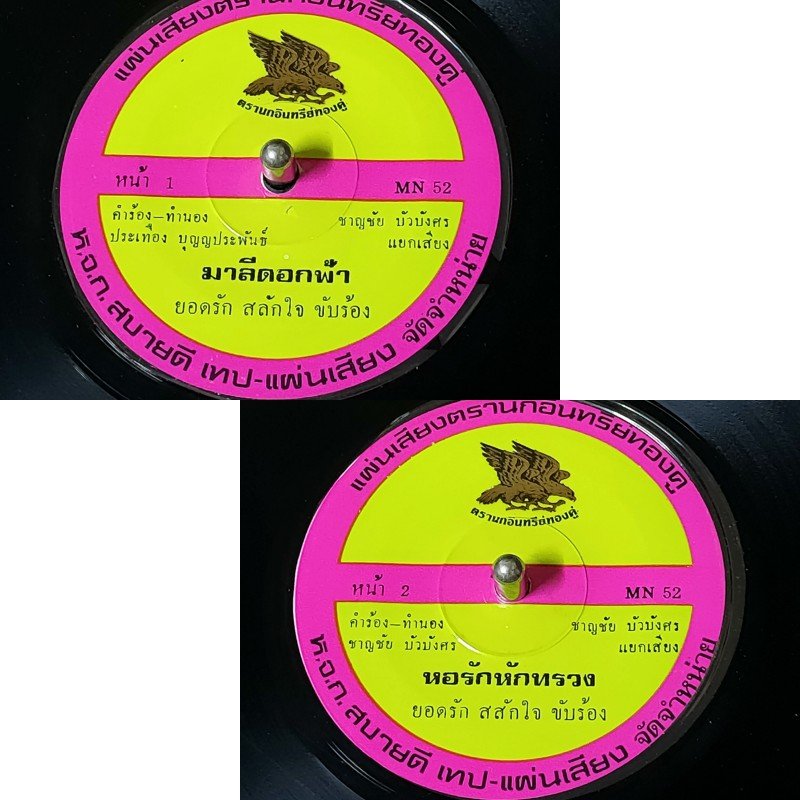 แผ่นเสียงตรานกอินทรีย์ทองคู่
ตรานกอินทรีย์ทองคู่
หน้า 1 MN 52
คำร้อง-ทำนอง ชาญชัย บัวบังศร
ประเทือง บุญญประพันธ์ แยกเสียง
มาลีดอกฟ้า
ยอดรัก สลักใจ ขับร้อง
ห.จ.ก. สบายดี เทป-แผ่นเสียง จัดจำหน่าย
แผ่นเสียงตรานกอินทรีย์ทองคู่
ตรานกอินทรีย์ทองคู่
หน้า 2 MN 52
คำร้อง-ทำนอง ชาญชัย บัวบังศร
ชาญชัย บัวบังศร แยกเสียง
หอรักหักทรวง
ยอดรัก สสักใจ ขับร้อง
ห.จ.ก. สบายดี เทป-แผ่นเสียง จัดจำหน่าย